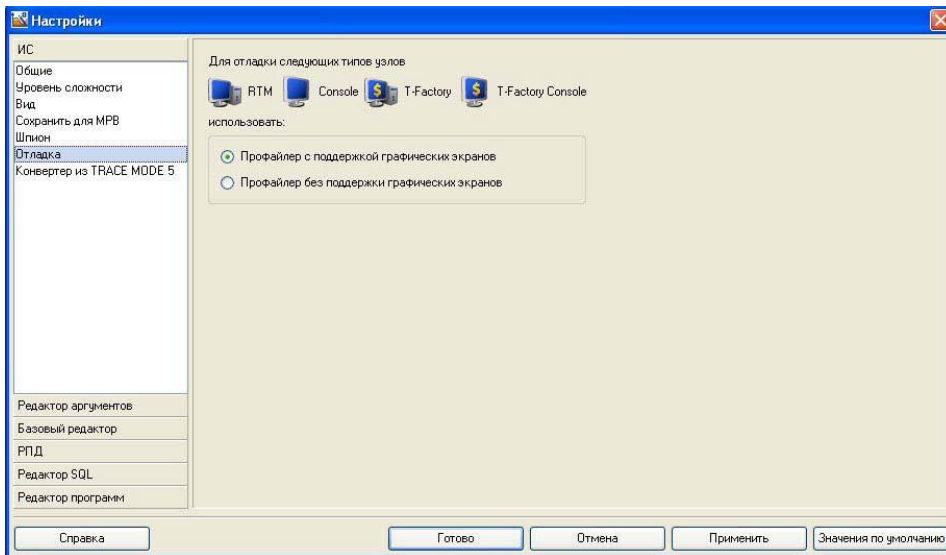 Настройки
ИС
Общие
Уровень сложности
Вид
Сохранить для МРВ
Шпион
Отладка
Конвертер из TRACE MODE 5
Редактор аргументов
Базовый редактор
РПД
Редактор SQL
Редактор программ
Для отладки следующих типов узлов
RTM Console T-Factory T-Factory Console
использовать:
Профайлер с поддержкой графических экранов
Профайлер без поддержки графических экранов
Справка Готово Отмена Применить Значения по умолчанию